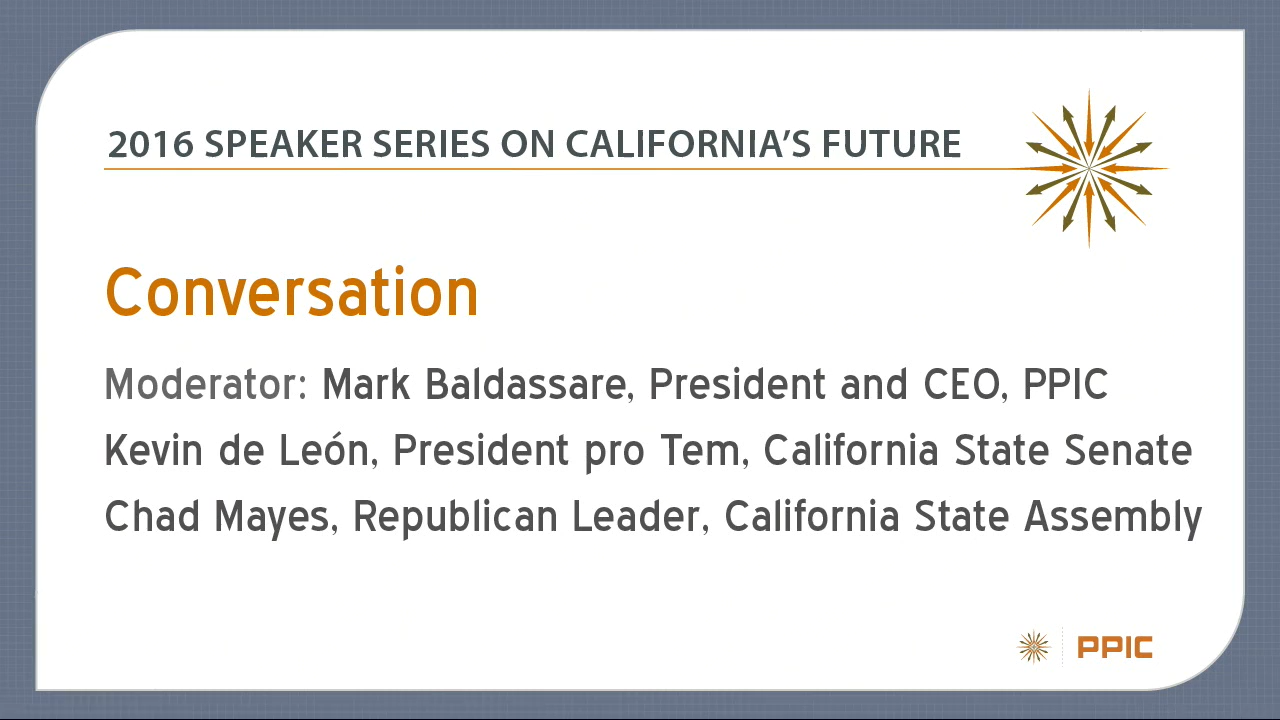 2016 SPEAKER SERIES ON CALIFORNIA’S FUTURE
Conversation
Moderator: Mark Baldassare, President and CEO, PPIC
Kevin de León, President pro Tem, California State Senate
Chad Mayes, Republican Leader, California State Assembly
PPIC